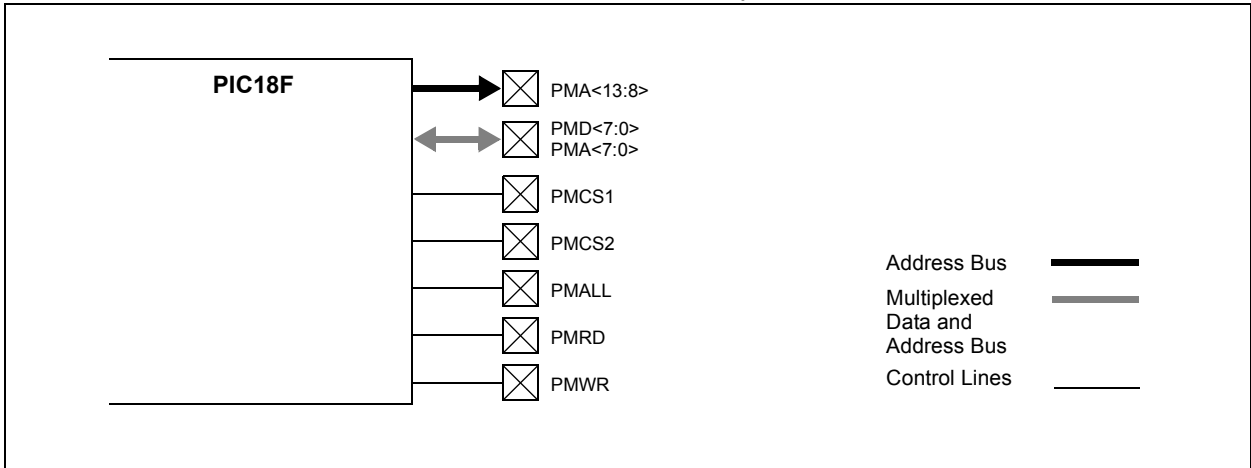 PIC18F
PMA<13:8>
PMD<7:0>
PMA<7:0>
PMCS1
PMCS2
PMALL
PMRD
PMWR
Address Bus
Multiplexed
Data and
Address Bus
Control Lines